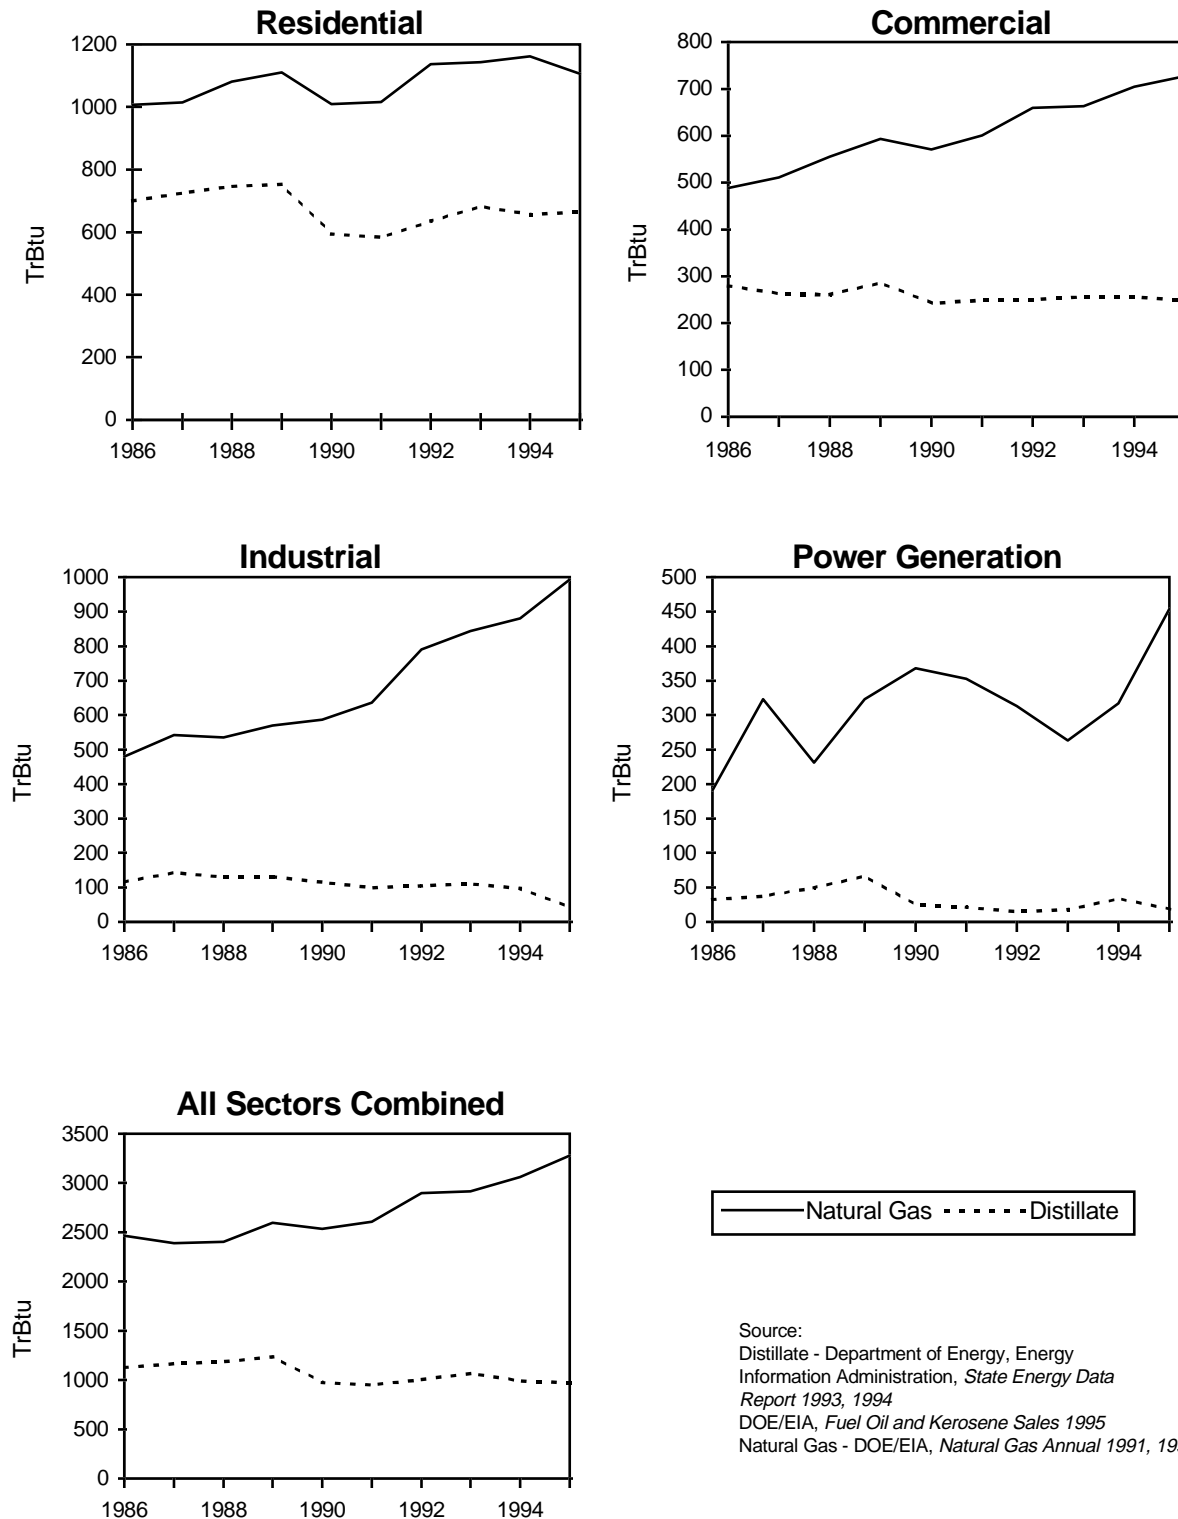 Residential
1200
1000
800
600
400
200
0
TrBtu
1986 1988 1990 1992 1994
Commercial
800
700
600
500
400
300
200
100
0
TrBtu
1986 1988 1990 1992 1994
Industrial
1000
900
800
700
600
500
400
300
200
100
0
TrBtu
1986 1988 1990 1992 1994
Power Generation
500
450
400
350
300
250
200
150
100
50
0
TrBtu
1986 1988 1990 1992 1994
All Sectors Combined
3500
3000
2500
2000
1500
1000
500
0
TrBtu
1986 1988 1990 1992 1994
Natural Gas Distillate
Source:
Distillate - Department of Energy, Energy
Information Administration, State Energy Data
Report 1993, 1994
DOE/EIA, Fuel Oil and Kerosene Sales 1995
Natural Gas - DOE/EIA, Natural Gas Annual 1991,